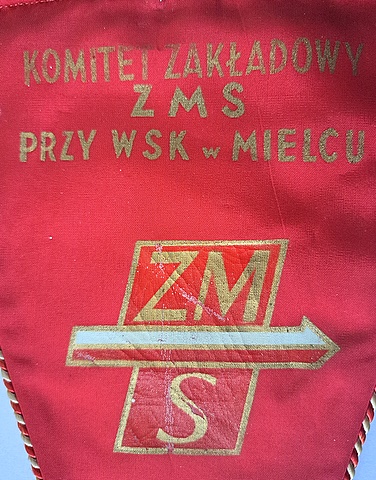 KOMITET ZAKŁADOWY
ZMS
PRZY WSK w MIELCU
ZM
S